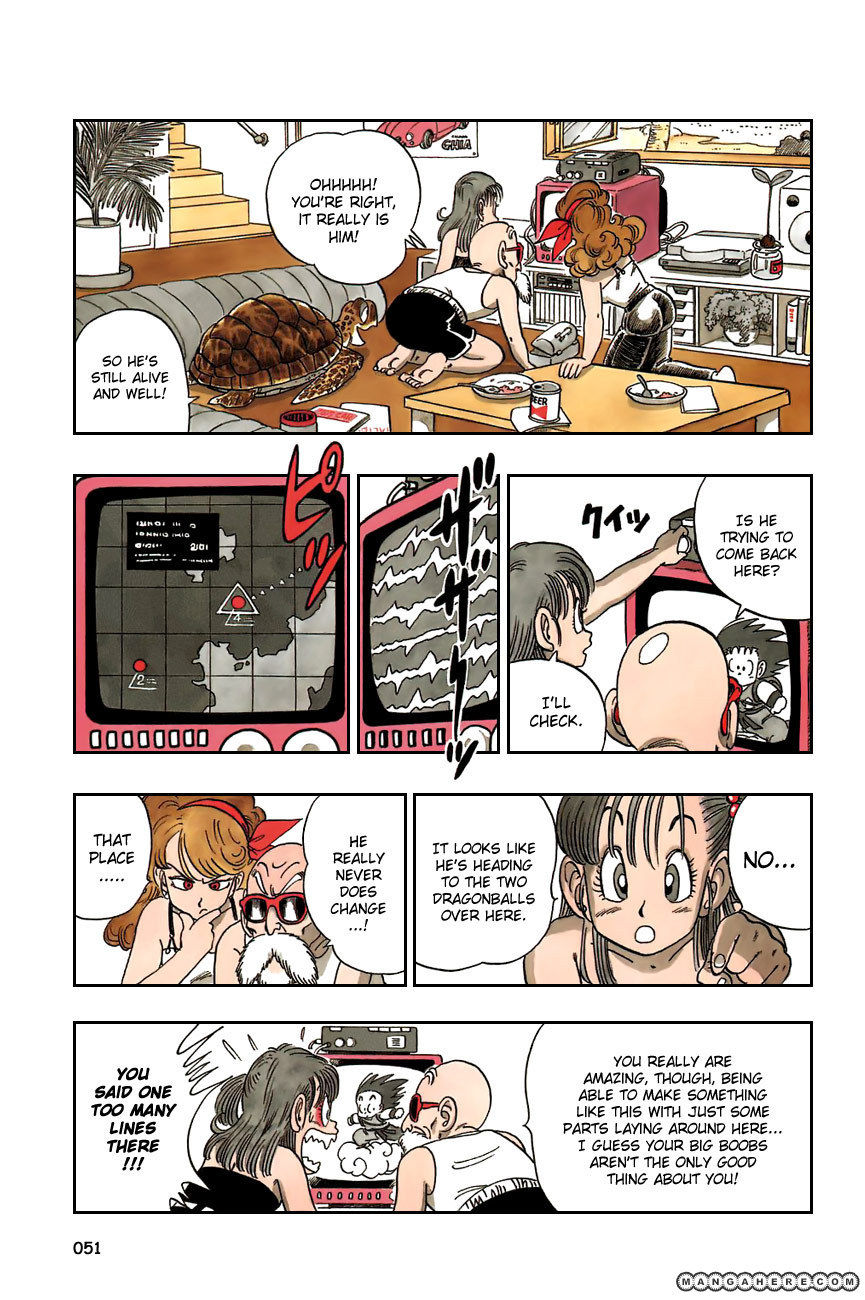 GHIA
OHHHHH!
YOU'RE RIGHT,
IT REALLY IS
HIM!
SO HE'S
STILL ALIVE
AND WELL!
BEER
IS HE
TRYING TO
COME BACK
HERE?
クイッ
I'LL
CHECK.
ザザザッ
ピッ
4
2
NO...
IT LOOKS LIKE
HE'S HEADING
TO THE TWO
DRAGONBALLS
OVER HERE.
HE
REALLY
NEVER
DOES
CHANGE
...!
THAT
PLACE
.....
YOU REALLY ARE
AMAZING, THOUGH, BEING
ABLE TO MAKE SOMETHING
LIKE THIS WITH JUST SOME
PARTS LAYING AROUND HERE...
I GUESS YOUR BIG BOOBS
AREN'T THE ONLY GOOD
THING ABOUT YOU!
YOU
SAID ONE
TOO MANY
LINES
THERE
!!!
051
MANGAHERE.COM